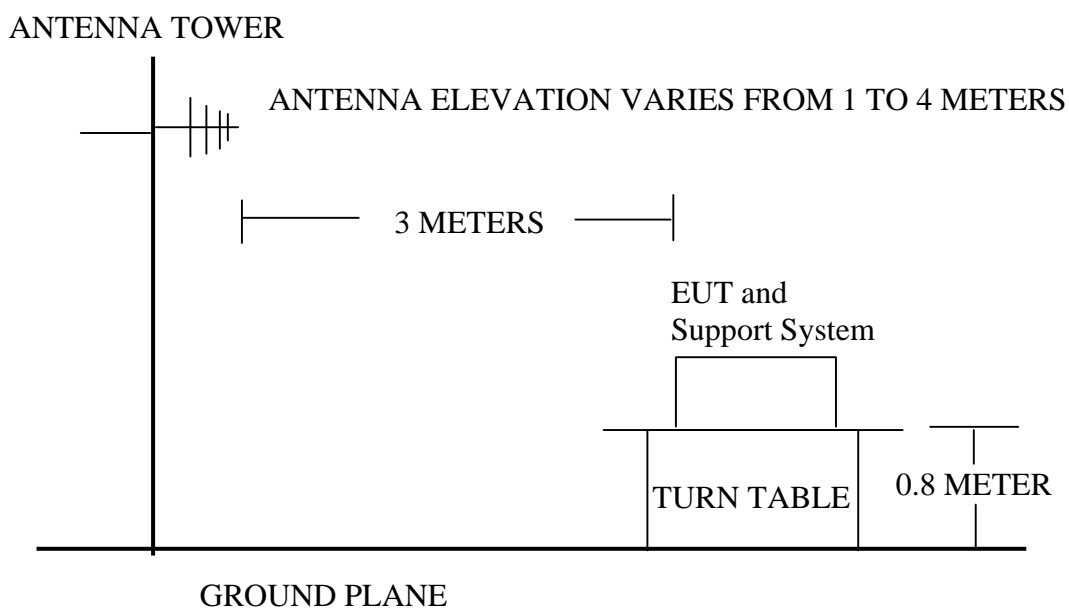 ANTENNA TOWER
ANTENNA ELEVATION VARIES FROM 1 TO 4 METERS
3 METERS
EUT and
Support System
TURN TABLE
0.8 METER
GROUND PLANE